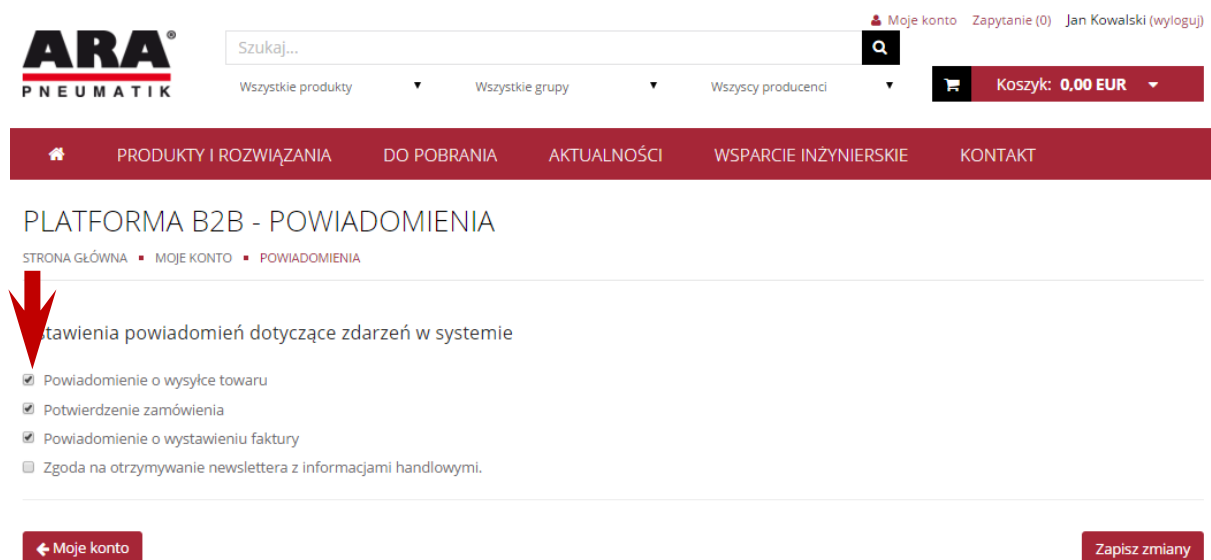 Moje konto Zapytanie (0) Jan Kowalski (wyloguj)
ARA®
PNEUMATIK
Szukaj...
Wszystkie produkty Wszystkie grupy Wszyscy producenci
Koszyk: 0,00 EUR
PRODUKTY I ROZWIĄZANIA DO POBRANIA AKTUALNOŚCI WSPARCIE INŻYNIERSKIE KONTAKT
PLATFORMA B2B - POWIADOMIENIA
STRONA GŁÓWNA ▪ MOJE KONTO ▪ POWIADOMIENIA
stawienia powiadomień dotyczące zdarzeń w systemie
Powiadomienie o wysyłce towaru
Potwierdzenie zamówienia
Powiadomienie o wystawieniu faktury
Zgoda na otrzymywanie newslettera z informacjami handlowymi.
Moje konto
Zapisz zmiany